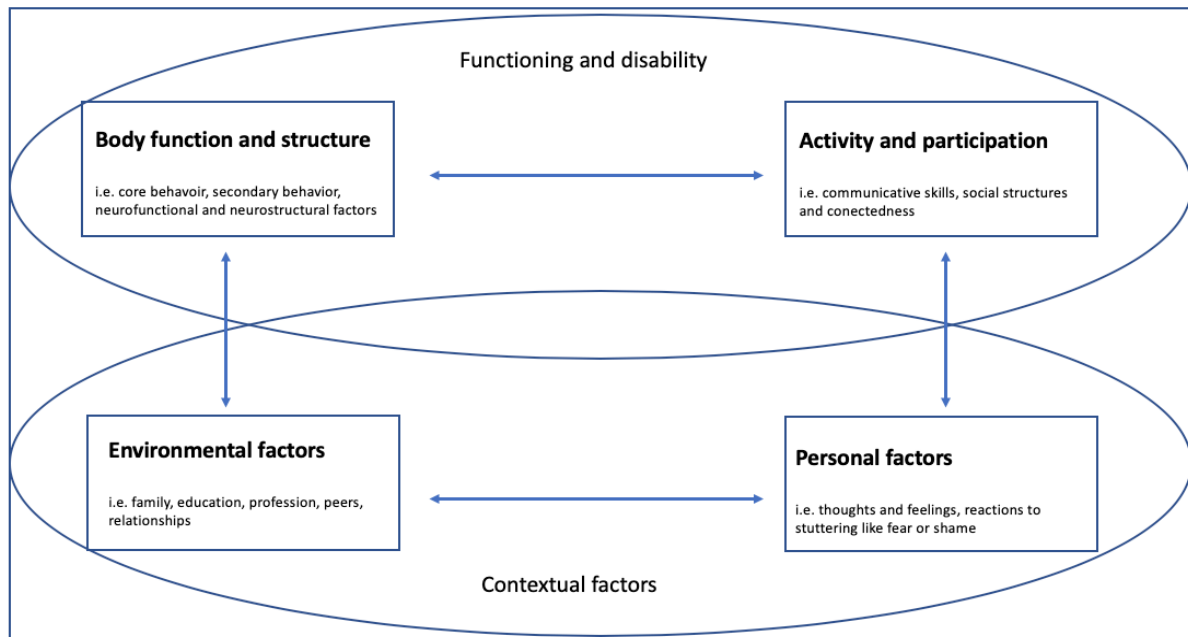 Functioning and disability
Body function and structure
i.e. core behavoir, secondary behavior,
neurofunctional and neurostructural factors
Activity and participation
i.e. communicative skills, social structures
and conectedness
Environmental factors
i.e. family, education, profession, peers,
relationships
Personal factors
i.e. thoughts and feelings, reactions to
stuttering like fear or shame
Contextual factors